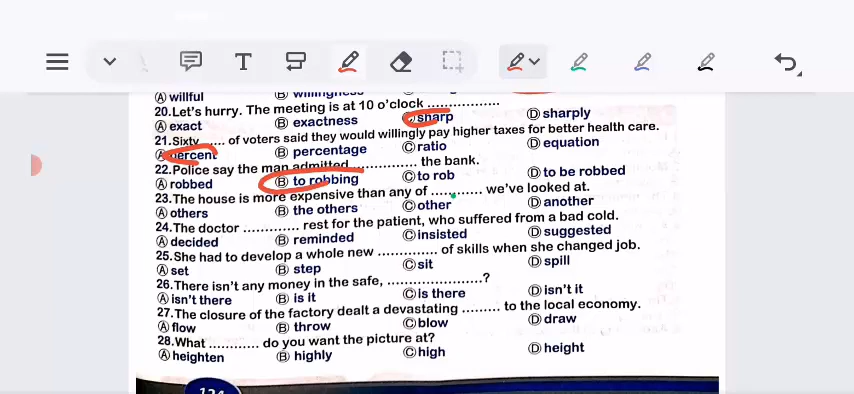 T
Ⓐ willful Ⓑ willingness
20.Let's hurry. The meeting is at 10 o'clock ................
Ⓐ exact Ⓑ exactness Ⓒ sharp Ⓓ sharply
21.Sixty .... of voters said they would willingly pay higher taxes for better health care.
Ⓐ percent Ⓑ percentage Ⓒ ratio Ⓓ equation
22.Police say the man admitted .............. the bank.
Ⓐ robbed Ⓑ to robbing Ⓒ to rob Ⓓ to be robbed
23.The house is more expensive than any of ............ we've looked at.
Ⓐ others Ⓑ the others Ⓒ other Ⓓ another
24.The doctor ............. rest for the patient, who suffered from a bad cold.
Ⓐ decided Ⓑ reminded Ⓒ insisted Ⓓ suggested
25.She had to develop a whole new .............. of skills when she changed job.
Ⓐ set Ⓑ step Ⓒ sit Ⓓ spill
26.There isn't any money in the safe, ......................?
Ⓐ isn't there Ⓑ is it Ⓒ is there Ⓓ isn't it
27.The closure of the factory dealt a devastating ......... to the local economy.
Ⓐ flow Ⓑ throw Ⓒ blow Ⓓ draw
28.What ............ do you want the picture at?
Ⓐ heighten Ⓑ highly Ⓒ high Ⓓ height